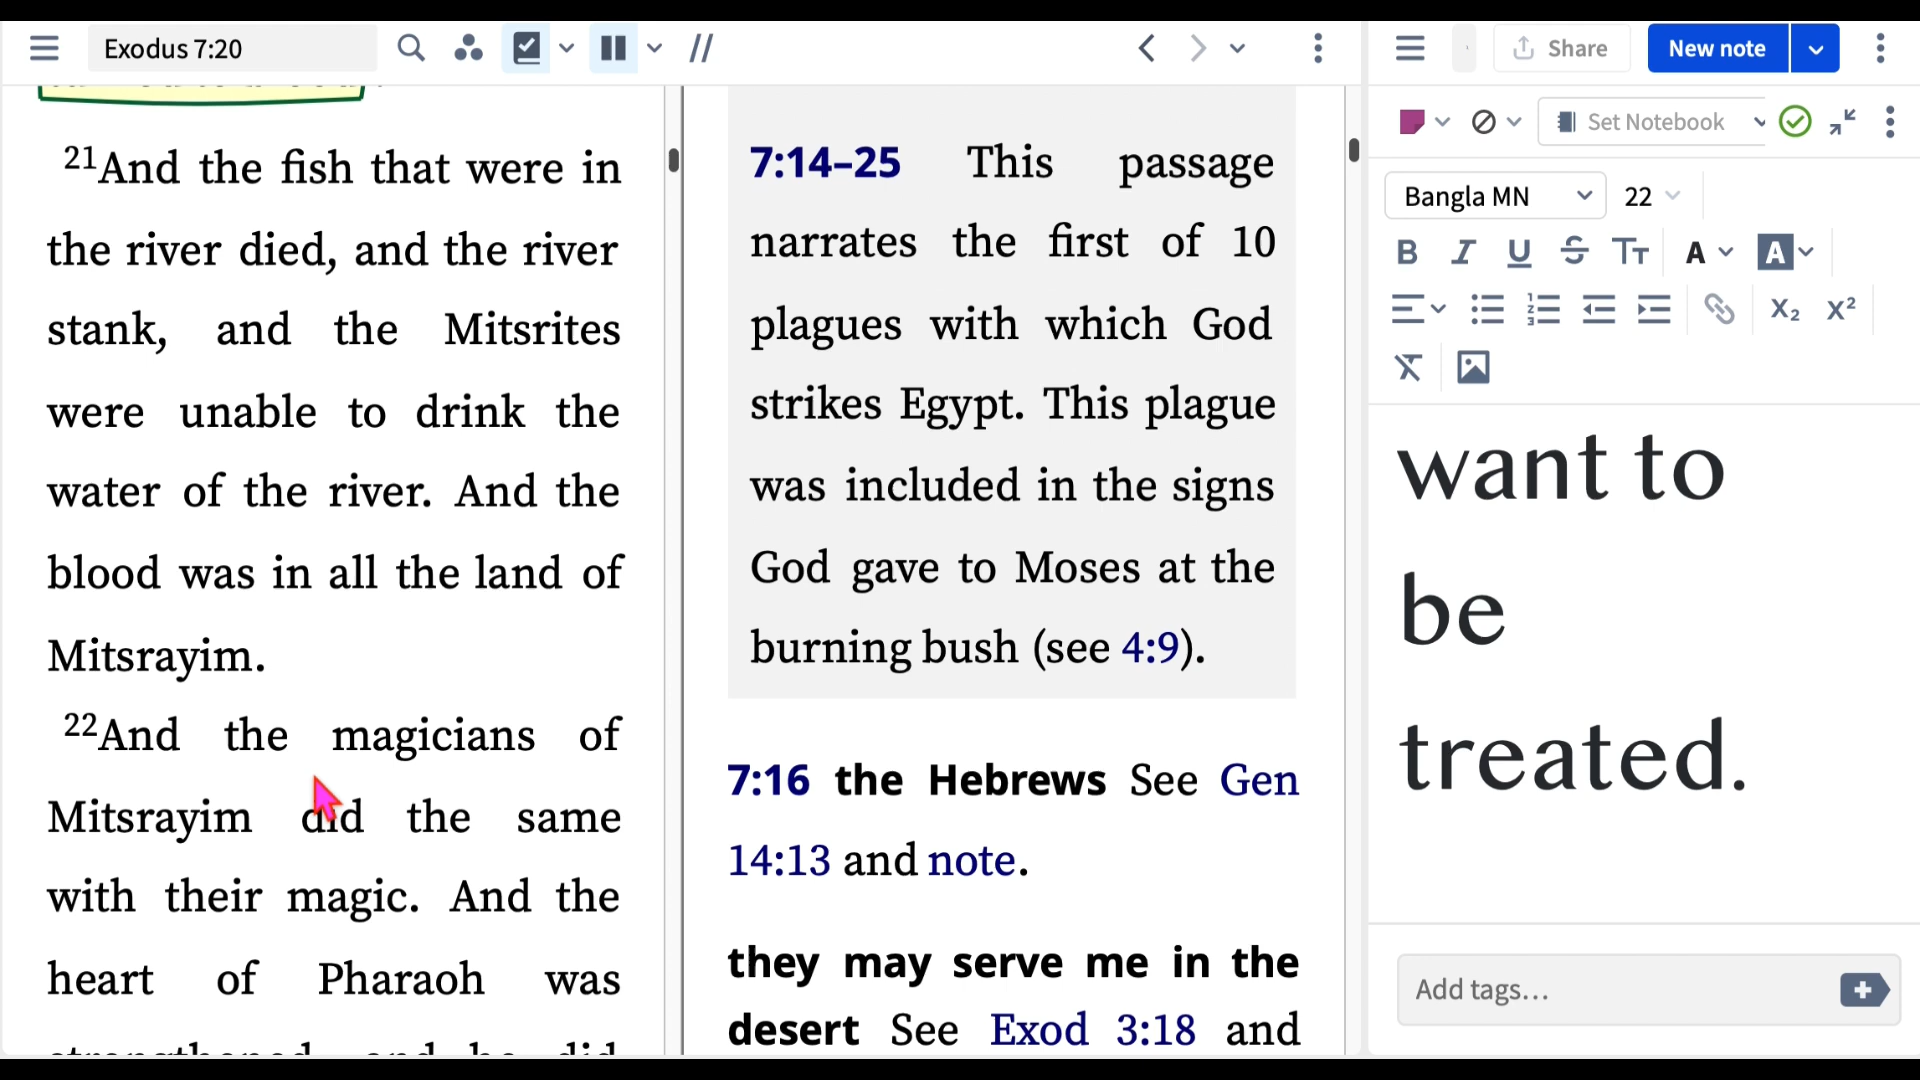 Exodus 7:20
21And the fish that were in
the river died, and the river
stank, and the Mitsrites
were unable to drink the
water of the river. And the
blood was in all the land of
Mitsrayim.
22And the magicians of
Mitsrayim did the same
with their magic. And the
heart of Pharaoh was
7:14–25 This passage
narrates the first of 10
plagues with which God
strikes Egypt. This plague
was included in the signs
God gave to Moses at the
burning bush (see 4:9).
7:16 the Hebrews See Gen
14:13 and note.
they may serve me in the
desert See Exod 3:18 and
Share
New note
Set Notebook
Bangla MN 22
want to
be
treated.
Add tags...